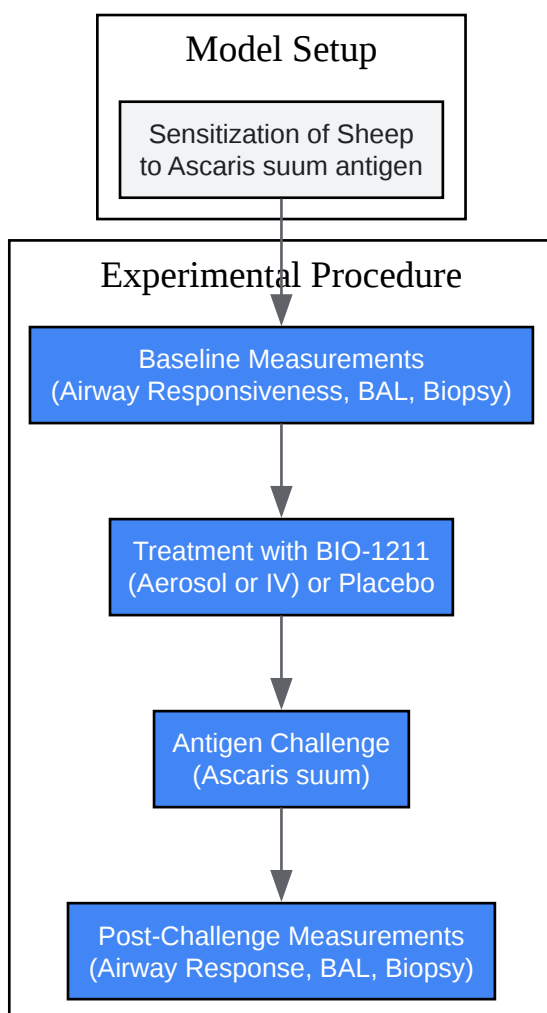 Model Setup
Sensitization of Sheep
to Ascaris suum antigen
Experimental Procedure
Baseline Measurements
(Airway Responsiveness, BAL, Biopsy)
Treatment with BIO-1211
(Aerosol or IV) or Placebo
Antigen Challenge
(Ascaris suum)
Post-Challenge Measurements
(Airway Response, BAL, Biopsy)